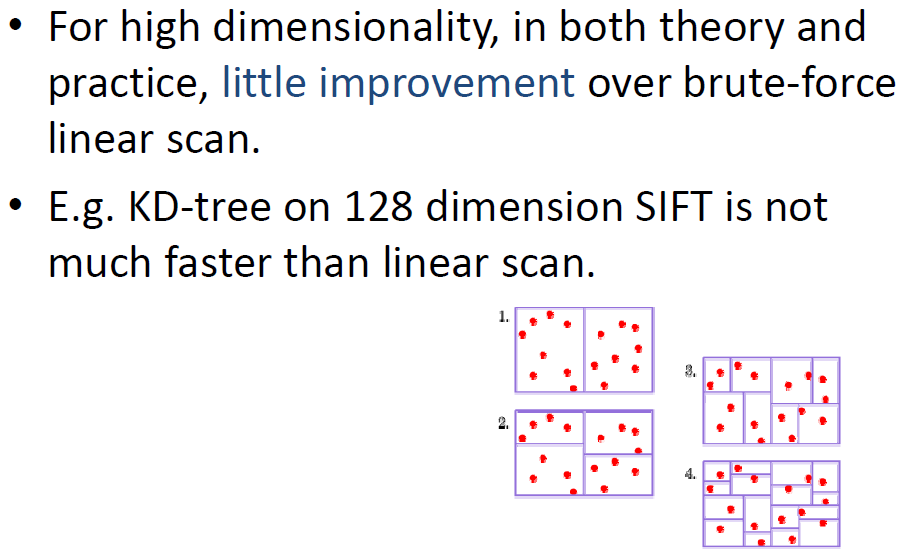 • For high dimensionality, in both theory and
practice, little improvement over brute-force
linear scan.
• E.g. KD-tree on 128 dimension SIFT is not
much faster than linear scan.
1.
2.
3.
4.